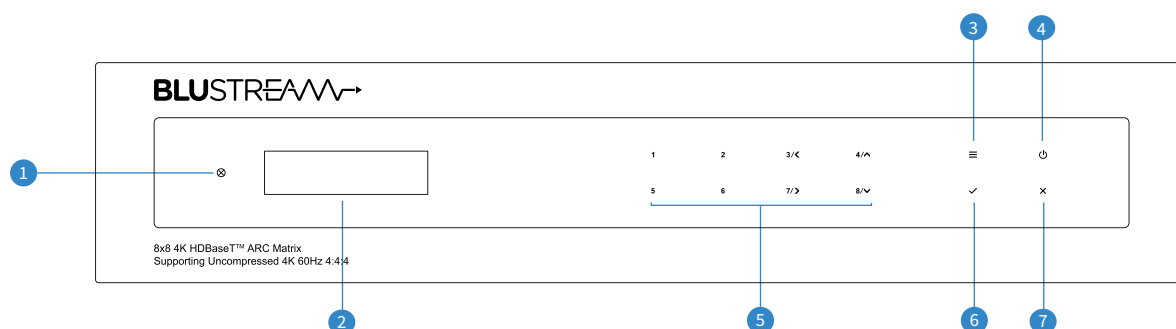 3 4
BLUSTREAM
1
1 2 3/< 4/^
5 6 7/> 8/v
8x8 4K HDBaseT™ ARC Matrix
Supporting Uncompressed 4K 60Hz 4:4:4
2 5 6 7